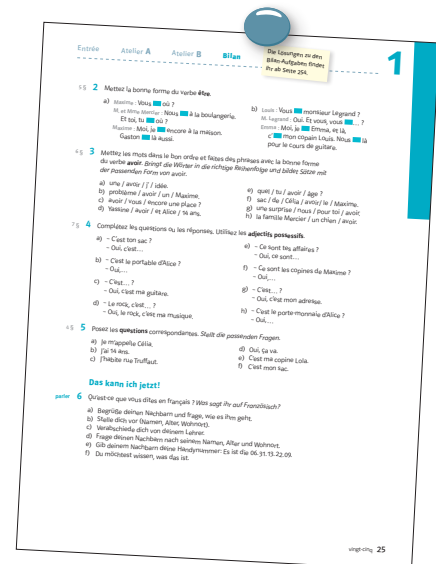 Entrée Atelier A Atelier B Bilan
Die Lösungen zu den
Bilan-Aufgaben findet
ihr ab Seite 254.
1
5 § 2 Mettez la bonne forme du verbe être.
a) Maxime : Vous où ?
M. et Mme Mercier : Nous à la boulangerie.
Et toi, tu où ?
Maxime : Moi, je encore à la maison.
Gaston là aussi.
b) Louis : Vous monsieur Legrand ?
M. Legrand : Oui. Et vous, vous … ?
Emma : Moi, je Emma, et là,
c' mon copain Louis. Nous là
pour le cours de guitare.
6 § 3 Mettez les mots dans le bon ordre et faites des phrases avec la bonne forme
du verbe avoir. Bringt die Wörter in die richtige Reihenfolge und bildet Sätze mit
der passenden Form von avoir.
a) une / avoir / j' / idée.
b) problème / avoir / un / Maxime.
c) avoir / vous / encore une place ?
d) Yassine / avoir / et Alice / 14 ans.
e) quel / tu / avoir / âge ?
f) sac / de / Célia / avoir/ le / Maxime.
g) une surprise / nous / pour toi / avoir.
h) la famille Mercier / un chien / avoir.
7 § 4 Complétez les questions ou les réponses. Utilisez les adjectifs possessifs.
a) – C'est ton sac ?
– Oui, c'est…
b) – C'est le portable d'Alice ?
– Oui,…
c) – C'est… ?
– Oui, c'est ma guitare.
d) – Le rock, c'est… ?
– Oui, le rock, c'est ma musique.
e) – Ce sont tes affaires ?
– Oui, ce sont…
f) – Ce sont les copines de Maxime ?
– Oui,…
g) – C'est… ?
– Oui, c'est mon adresse.
h) – C'est le porte-monnaie d'Alice ?
– Oui,…
5 Posez les questions correspondantes. Stellt die passenden Fragen.
a) Je m'appelle Célia.
b) J'ai 14 ans.
c) J'habite rue Truffaut.
d) Oui, ça va.
e) C'est ma copine Lola.
f) C'est mon sac.
Das kann ich jetzt!
parler 6 Qu'est-ce que vous dites en français ? Was sagt ihr auf Französisch?
a) Begrüße deinen Nachbarn und frage, wie es ihm geht.
b) Stelle dich vor (Namen, Alter, Wohnort).
c) Verabschiede dich von deinem Lehrer.
d) Frage deinen Nachbarn nach seinem Namen, Alter und Wohnort.
e) Gib deinem Nachbarn deine Handynummer: Es ist die 06.31.13.22.09.
f) Du möchtest wissen, was das ist.
vingt-cinq 25